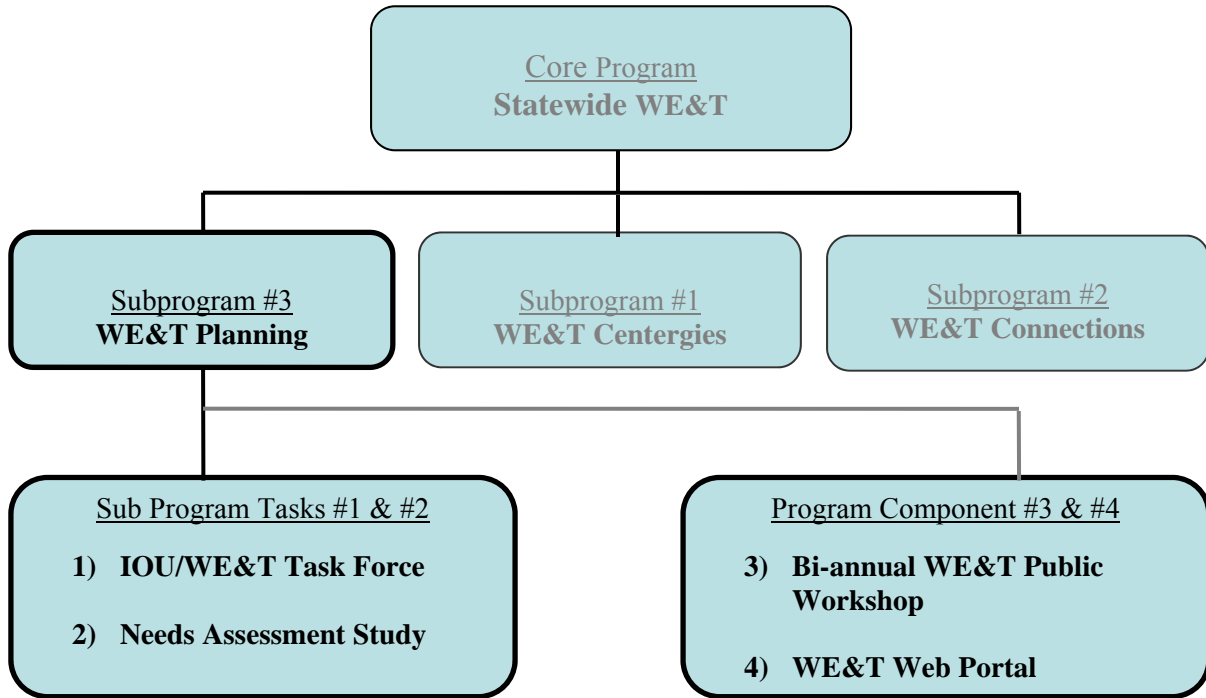 Core Program
Statewide WE&T
Subprogram #3
WE&T Planning
Subprogram #1
WE&T Centergies
Subprogram #2
WE&T Connections
Sub Program Tasks #1 & #2
1) IOU/WE&T Task Force
2) Needs Assessment Study
Program Component #3 & #4
3) Bi-annual WE&T Public
Workshop
4) WE&T Web Portal